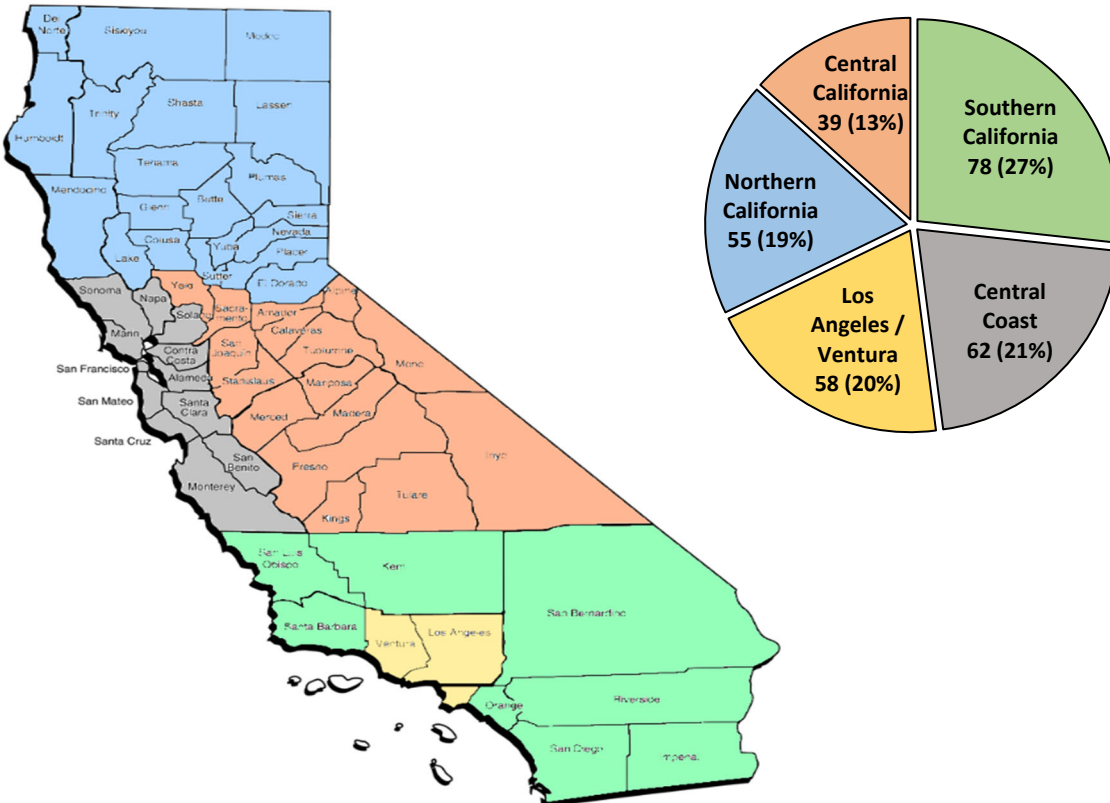 Del
Norte
Siskiyou
Modoc
Humboldt
Trinity
Shasta
Lassen
Mendocino
Tehama
Plumas
Glenn
Butte
Sierra
Nevada
Placer
Lake
Colusa
Yuba
Sutter
El Dorado
Sonoma
Napa
Yolo
Sacra-
mento
Amador
Alpine
Solano
Marin
Contra
Costa
San
Joaquin
Calaveras
Tuolumne
Mono
San Francisco
Alameda
Stanislaus
Mariposa
San Mateo
Santa
Clara
Merced
Madera
Santa Cruz
San
Benito
Monterey
Fresno
Inyo
Kings
Tulare
San Luis
Obispo
Kern
San Bernardino
Santa Barbara
Ventura
Los Angeles
Orange
Riverside
San Diego
Imperial
Central
California
39 (13%)
Southern
California
78 (27%)
Northern
California
55 (19%)
Los
Angeles /
Ventura
58 (20%)
Central
Coast
62 (21%)